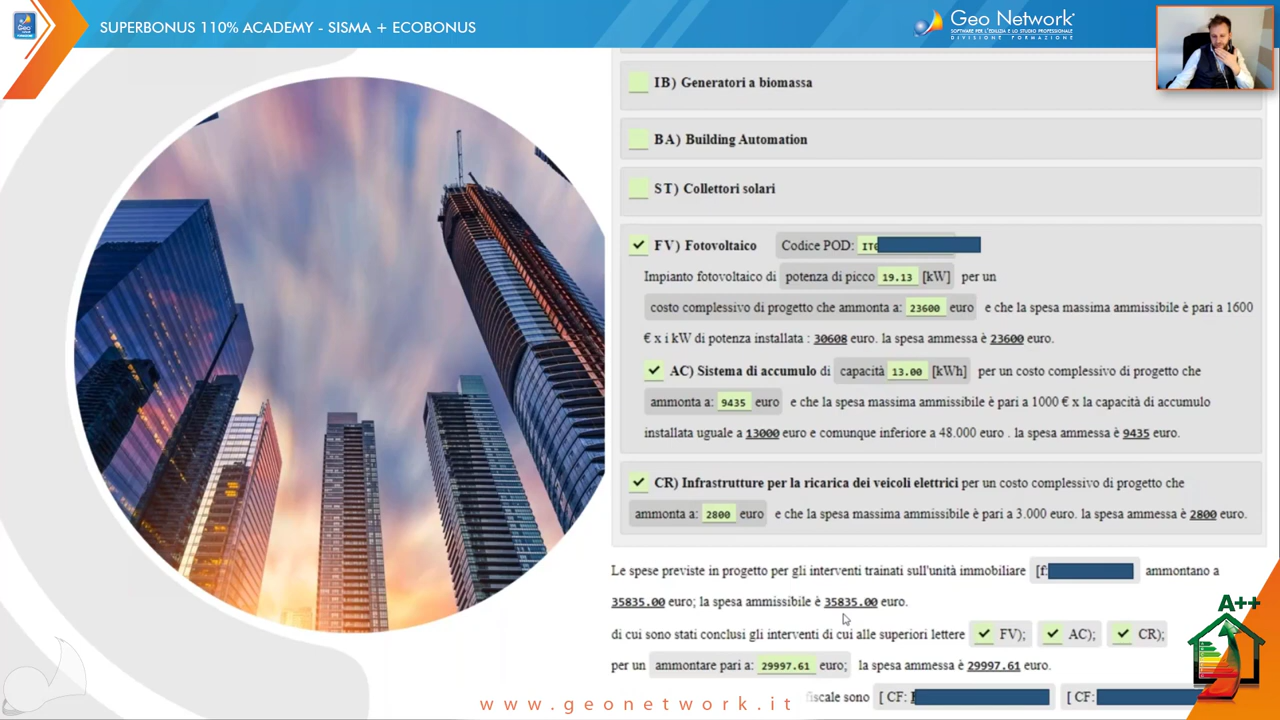 SUPERBONUS 110% ACADEMY - SISMA + ECOBONUS
Geo Network
SOFTWARE PER L'EDILIZIA E LO STUDIO PROFESSIONALE
DIVISIONE FORMAZIONE
IB) Generatori a biomassa
BA) Building Automation
ST) Collettori solari
FV) Fotovoltaico Codice POD:
Impianto fotovoltaico di potenza di picco 19.13 [kW] per un
costo complessivo di progetto che ammonta a: 23600 euro e che la spesa massima ammissibile è pari a 1600
€ x i kW di potenza installata : 30608 euro. la spesa ammessa è 23600 euro.
AC) Sistema di accumulo di capacità 13.00 [kWh] per un costo complessivo di progetto che
ammonta a: 9435 euro e che la spesa massima ammissibile è pari a 1000 € x la capacità di accumulo
installata uguale a 13000 euro e comunque inferiore a 48.000 euro . la spesa ammessa è 9435 euro.
CR) Infrastrutture per la ricarica dei veicoli elettrici per un costo complessivo di progetto che
ammonta a: 2800 euro e che la spesa massima ammissibile è pari a 3.000 euro. la spesa ammessa è 2800 euro.
Le spese previste in progetto per gli interventi trainati sull'unità immobiliare [f: ammontano a
35835.00 euro; la spesa ammissibile è 35835.00 euro.
di cui sono stati conclusi gli interventi di cui alle superiori lettere FV); AC); CR);
per un ammontare pari a: 29997.61 euro; la spesa ammessa è 29997.61 euro.
fiscale sono [ CF: [ CF:
A++
www.geonetwork.it